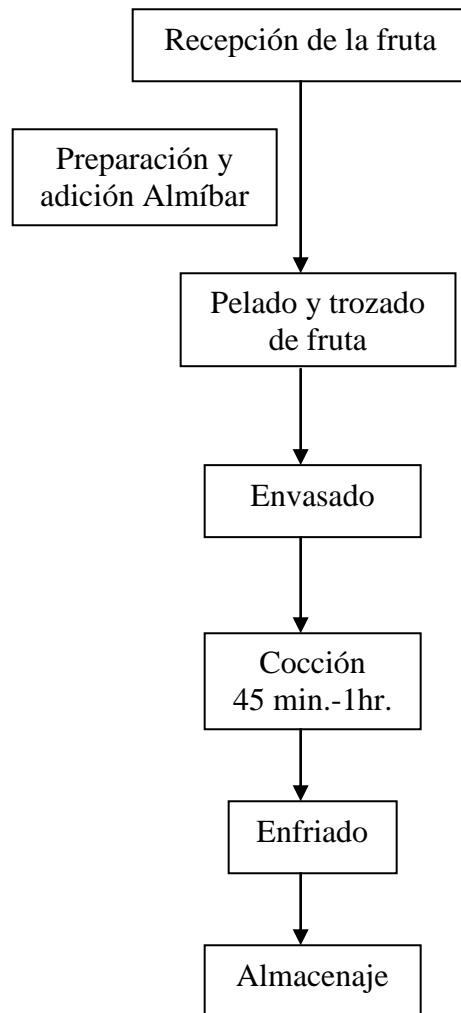 Recepción de la fruta
Preparación y
adición Almíbar
Pelado y trozado
de fruta
Envasado
Cocción
45 min.-1hr.
Enfriado
Almacenaje